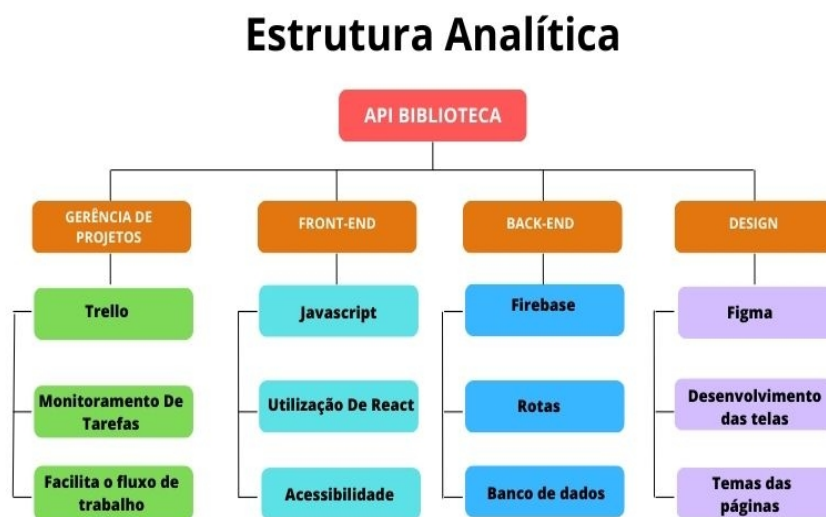 Estrutura Analítica
API BIBLIOTECA
GERÊNCIA DE
PROJETOS
FRONT-END
BACK-END
DESIGN
Trello
Javascript
Firebase
Figma
Monitoramento De
Tarefas
Utilização De React
Rotas
Desenvolvimento
das telas
Facilita o fluxo de
trabalho
Acessibilidade
Banco de dados
Temas das
páginas